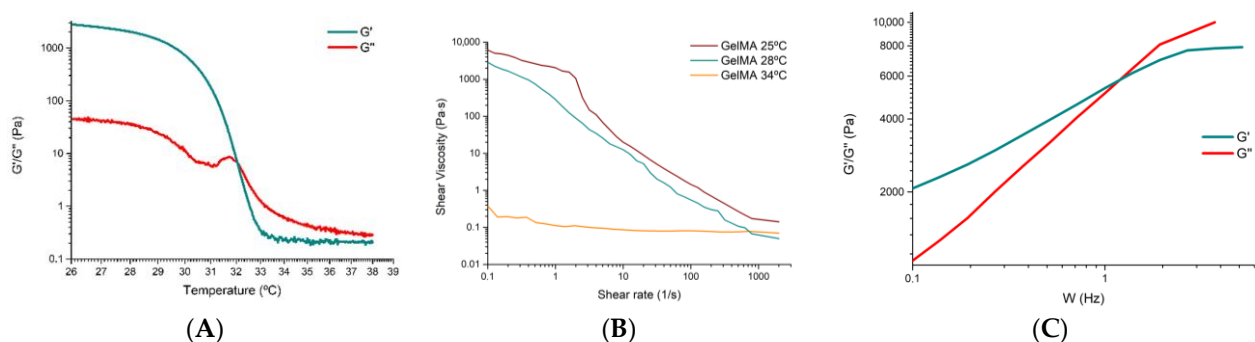 G'
G"
1000
100
10
1
0.1
G'/G" (Pa)
26 27 28 29 30 31 32 33 34 35 36 37 38 39
Temperature (ºC)
(A)
GelMA 25ºC
GelMA 28ºC
GelMA 34ºC
10,000
1000
100
10
1
0.1
0.01
Shear Viscosity (Pa·s)
0.1 1 10 100 1000
Shear rate (1/s)
(B)
10,000
8000
6000
4000
2000
G'/G" (Pa)
G'
G"
0.1 1
W (Hz)
(C)